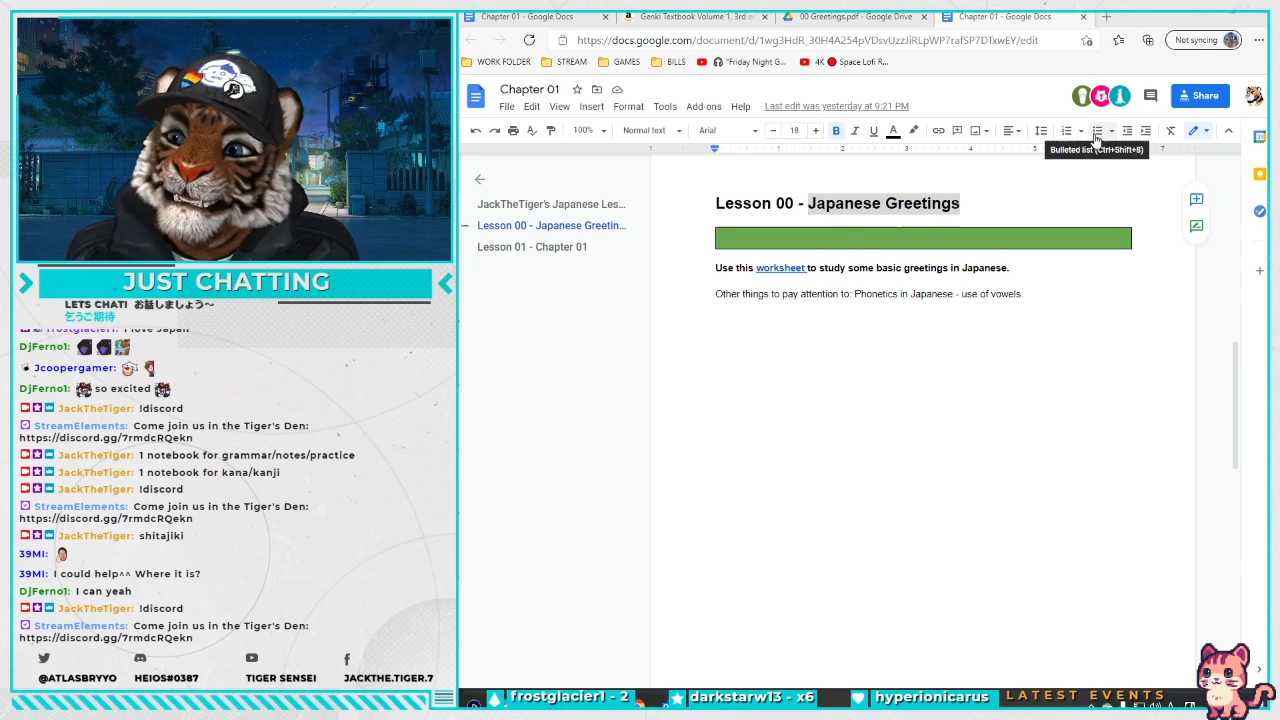 Chapter 01 - Google Docs
Genki Textbook Volume 1, 3rd e
00 Greetings.pdf - Google Drive
Chapter 01 - Google Docs
https://docs.google.com/document/d/1wg3HdR_30H4A254pVDsvUzzJiRLpWP7rafSP7DTxwEY/edit
Not syncing
WORK FOLDER
STREAM
GAMES
BILLS
"Friday Night G...
4K
Space Lofi R...
Chapter 01
File Edit View Insert Format Tools Add-ons Help
Last edit was yesterday at 9:21 PM
Share
100%
Normal text
Arial
18
Bulleted list (Ctrl+Shift+8)
JackTheTiger's Japanese Les...
Lesson 00 - Japanese Greetin...
Lesson 01 - Chapter 01
Lesson 00 - Japanese Greetings
Use this worksheet to study some basic greetings in Japanese.
Other things to pay attention to: Phonetics in Japanese - use of vowels.
JUST CHATTING
LETS CHAT! お話しましょう〜
乞うご期待
frostglacier1: I love Japan
DjFerno1:
Jcoopergamer:
DjFerno1: so excited
JackTheTiger: !discord
StreamElements: Come join us in the Tiger's Den:
https://discord.gg/7rmdcRQekn
JackTheTiger: 1 notebook for grammar/notes/practice
JackTheTiger: 1 notebook for kana/kanji
JackTheTiger: !discord
StreamElements: Come join us in the Tiger's Den:
https://discord.gg/7rmdcRQekn
JackTheTiger: shitajiki
39MI:
39MI: I could help^^ Where it is?
DjFerno1: I can yeah
JackTheTiger: !discord
StreamElements: Come join us in the Tiger's Den:
https://discord.gg/7rmdcRQekn
@ATLASBRYYO
HEIOS#0387
TIGER SENSEI
JACKTHE.TIGER.7
frostglacier1 - 2
darkstarw13 - x6
hyperionicarus
LATEST EVENTS